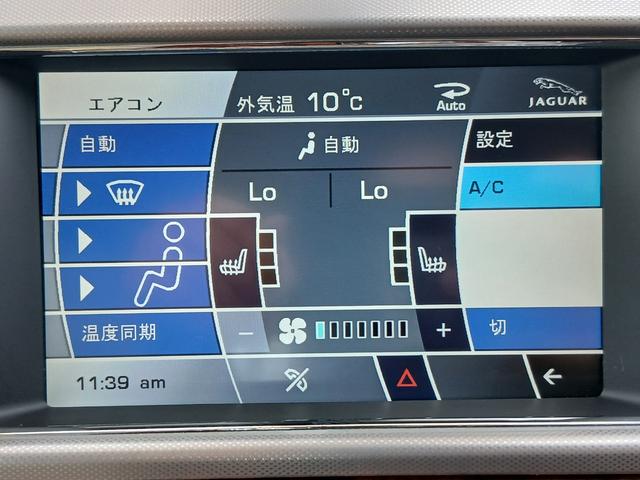 エアコン
外気温 10°C
Auto
JAGUAR
自動
自動
設定
Lo
Lo
A/C
温度同期
−
+
切
11:39 am